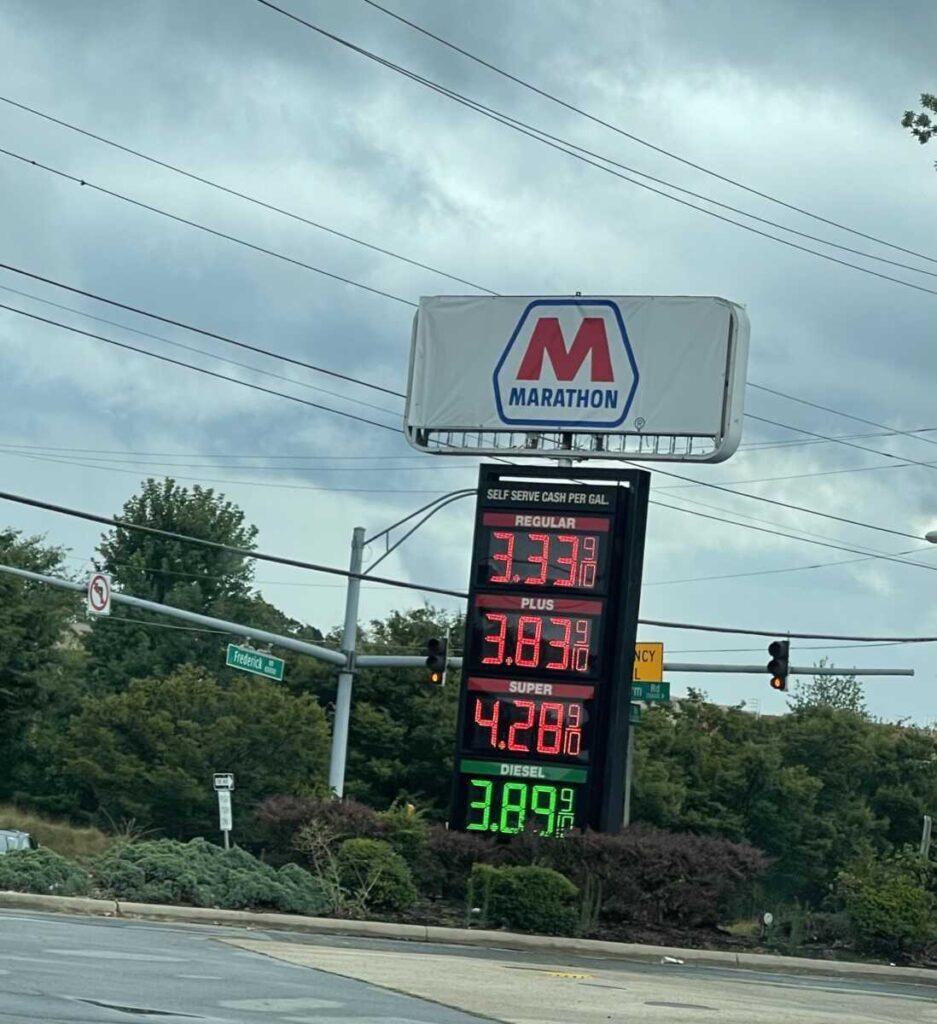 M
MARATHON
®
SELF SERVE CASH PER GAL.
REGULAR
3.33 9/10
PLUS
3.83 9/10
SUPER
4.28 9/10
DIESEL
3.89 9/10
Frederick
Rd